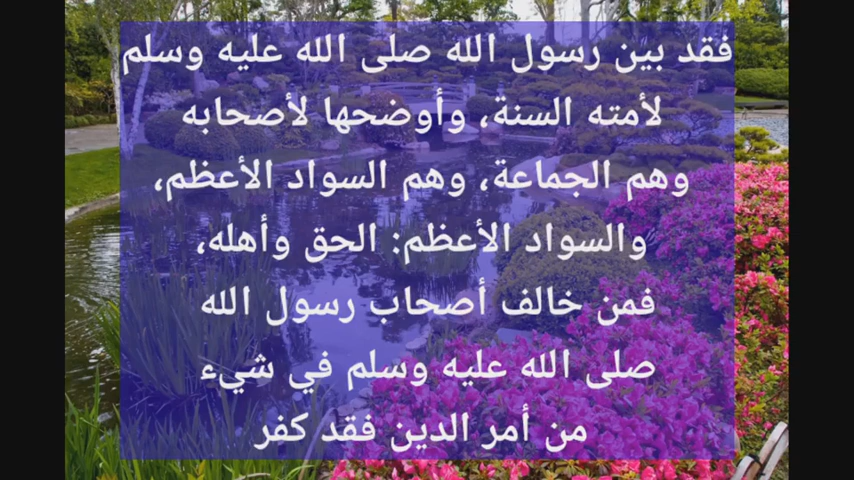 فقد بين رسول الله صلى الله عليه وسلم
لأمته السنة، وأوضحها لأصحابه
وهم الجماعة، وهم السواد الأعظم،
والسواد الأعظم: الحق وأهله،
فمن خالف أصحاب رسول الله
صلى الله عليه وسلم في شيء
من أمر الدين فقد كفر